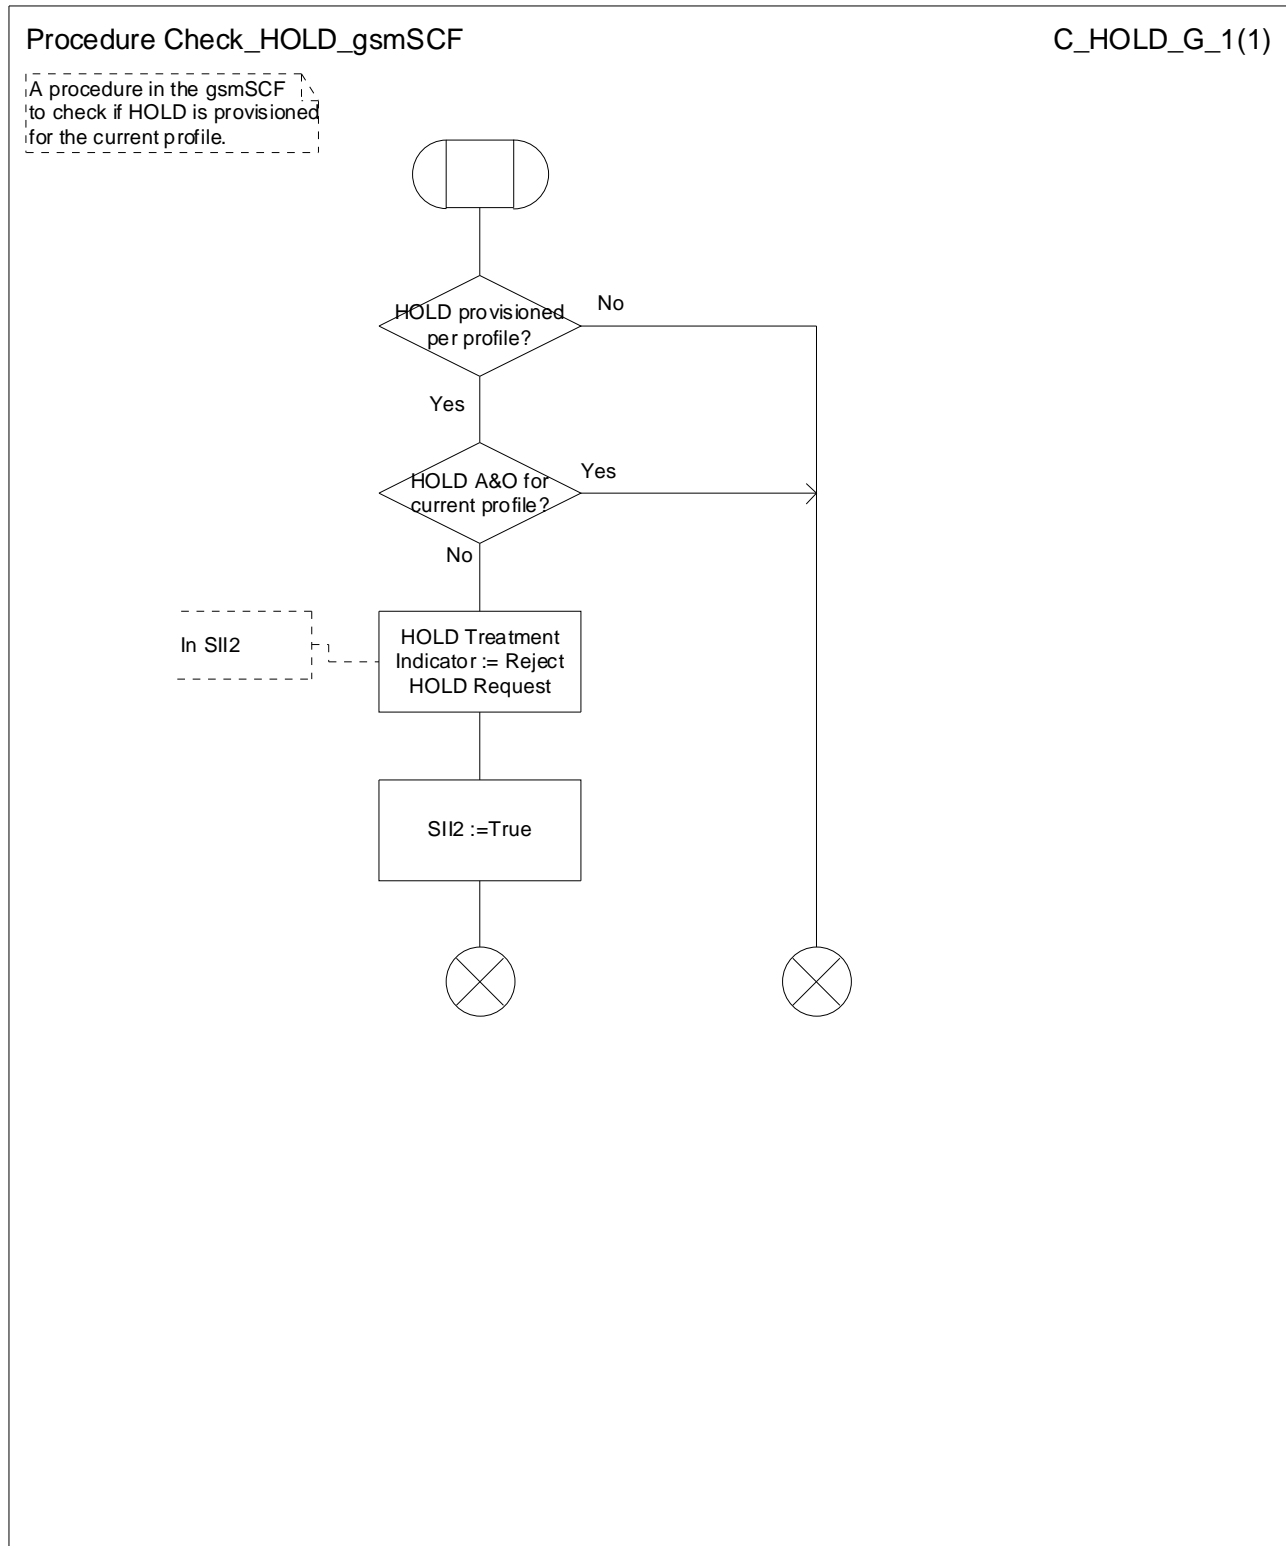 Procedure Check_HOLD_gsmSCF
C_HOLD_G_1(1)
A procedure in the gsmSCF
to check if HOLD is provisioned
for the current profile.
HOLD provisioned
per profile?
No
Yes
HOLD A&O for
current profile?
Yes
No
In SII2
HOLD Treatment
Indicator := Reject
HOLD Request
SII2 :=True